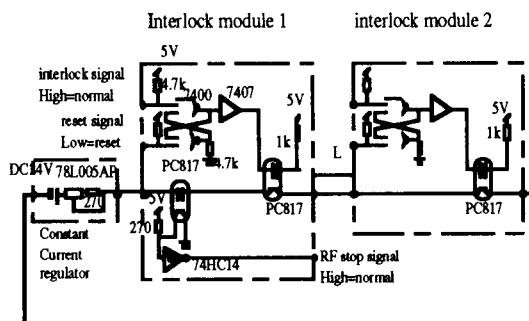 Interlock module 1
interlock module 2
5V
interlock signal
High=normal
4.7k
7400
7407
reset signal
Low=reset
5V
1k
5V
1k
4.7k
L
DC14V
78L005AP
PC817
270
5V
270
PC817
PC817
Constant
Current
regulator
74HC14
RF stop signal
High=normal